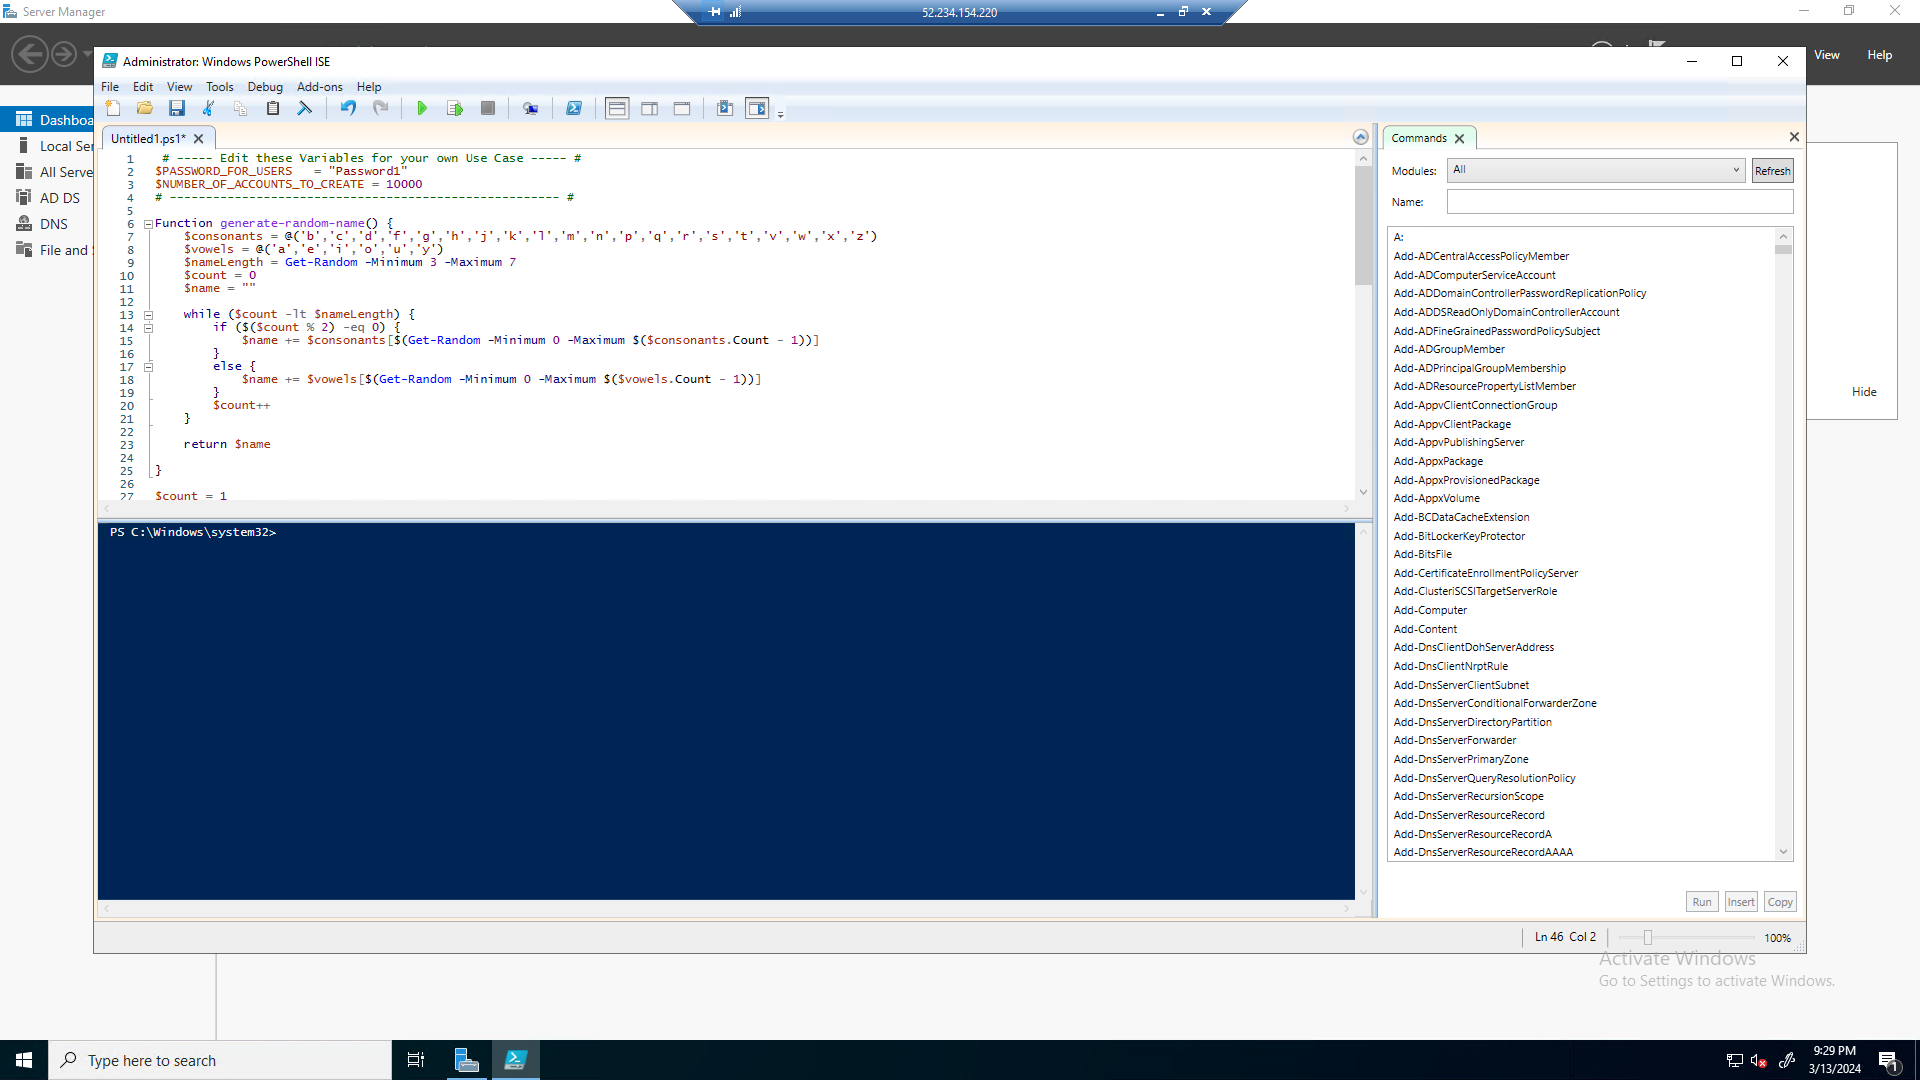 Server Manager
52.234.154.220
View
Help
Administrator: Windows PowerShell ISE
File Edit View Tools Debug Add-ons Help
Untitled1.ps1*
Dashboa
Local Ser
All Serve
AD DS
DNS
File and
1 # ----- Edit these Variables for your own Use Case ----- #
2 $PASSWORD_FOR_USERS   = "Password1"
3 $NUMBER_OF_ACCOUNTS_TO_CREATE = 10000
4 # ------------------------------------------------------ #
5
6 Function generate-random-name() {
7     $consonants = @('b','c','d','f','g','h','j','k','l','m','n','p','q','r','s','t','v','w','x','z')
8     $vowels = @('a','e','i','o','u','y')
9     $nameLength = Get-Random -Minimum 3 -Maximum 7
10     $count = 0
11     $name = ""
12
13     while ($count -lt $nameLength) {
14         if ($($count % 2) -eq 0) {
15             $name += $consonants[$(Get-Random -Minimum 0 -Maximum $($consonants.Count - 1))]
16         }
17         else {
18             $name += $vowels[$(Get-Random -Minimum 0 -Maximum $($vowels.Count - 1))]
19         }
20         $count++
21     }
22
23     return $name
24
25 }
26
27 $count = 1
PS C:\Windows\system32>
Commands
Modules: All Refresh
Name:
A:
Add-ADCentralAccessPolicyMember
Add-ADComputerServiceAccount
Add-ADDomainControllerPasswordReplicationPolicy
Add-ADDSReadOnlyDomainControllerAccount
Add-ADFineGrainedPasswordPolicySubject
Add-ADGroupMember
Add-ADPrincipalGroupMembership
Add-ADResourcePropertyListMember
Add-AppvClientConnectionGroup
Add-AppvClientPackage
Add-AppvPublishingServer
Add-AppxPackage
Add-AppxProvisionedPackage
Add-AppxVolume
Add-BCDataCacheExtension
Add-BitLockerKeyProtector
Add-BitsFile
Add-CertificateEnrollmentPolicyServer
Add-ClusteriSCSITargetServerRole
Add-Computer
Add-Content
Add-DnsClientDohServerAddress
Add-DnsClientNrptRule
Add-DnsServerClientSubnet
Add-DnsServerConditionalForwarderZone
Add-DnsServerDirectoryPartition
Add-DnsServerForwarder
Add-DnsServerPrimaryZone
Add-DnsServerQueryResolutionPolicy
Add-DnsServerRecursionScope
Add-DnsServerResourceRecord
Add-DnsServerResourceRecordA
Add-DnsServerResourceRecordAAAA
Run Insert Copy
Hide
Ln 46 Col 2
100%
Activate Windows
Go to Settings to activate Windows.
Type here to search
9:29 PM
3/13/2024
1